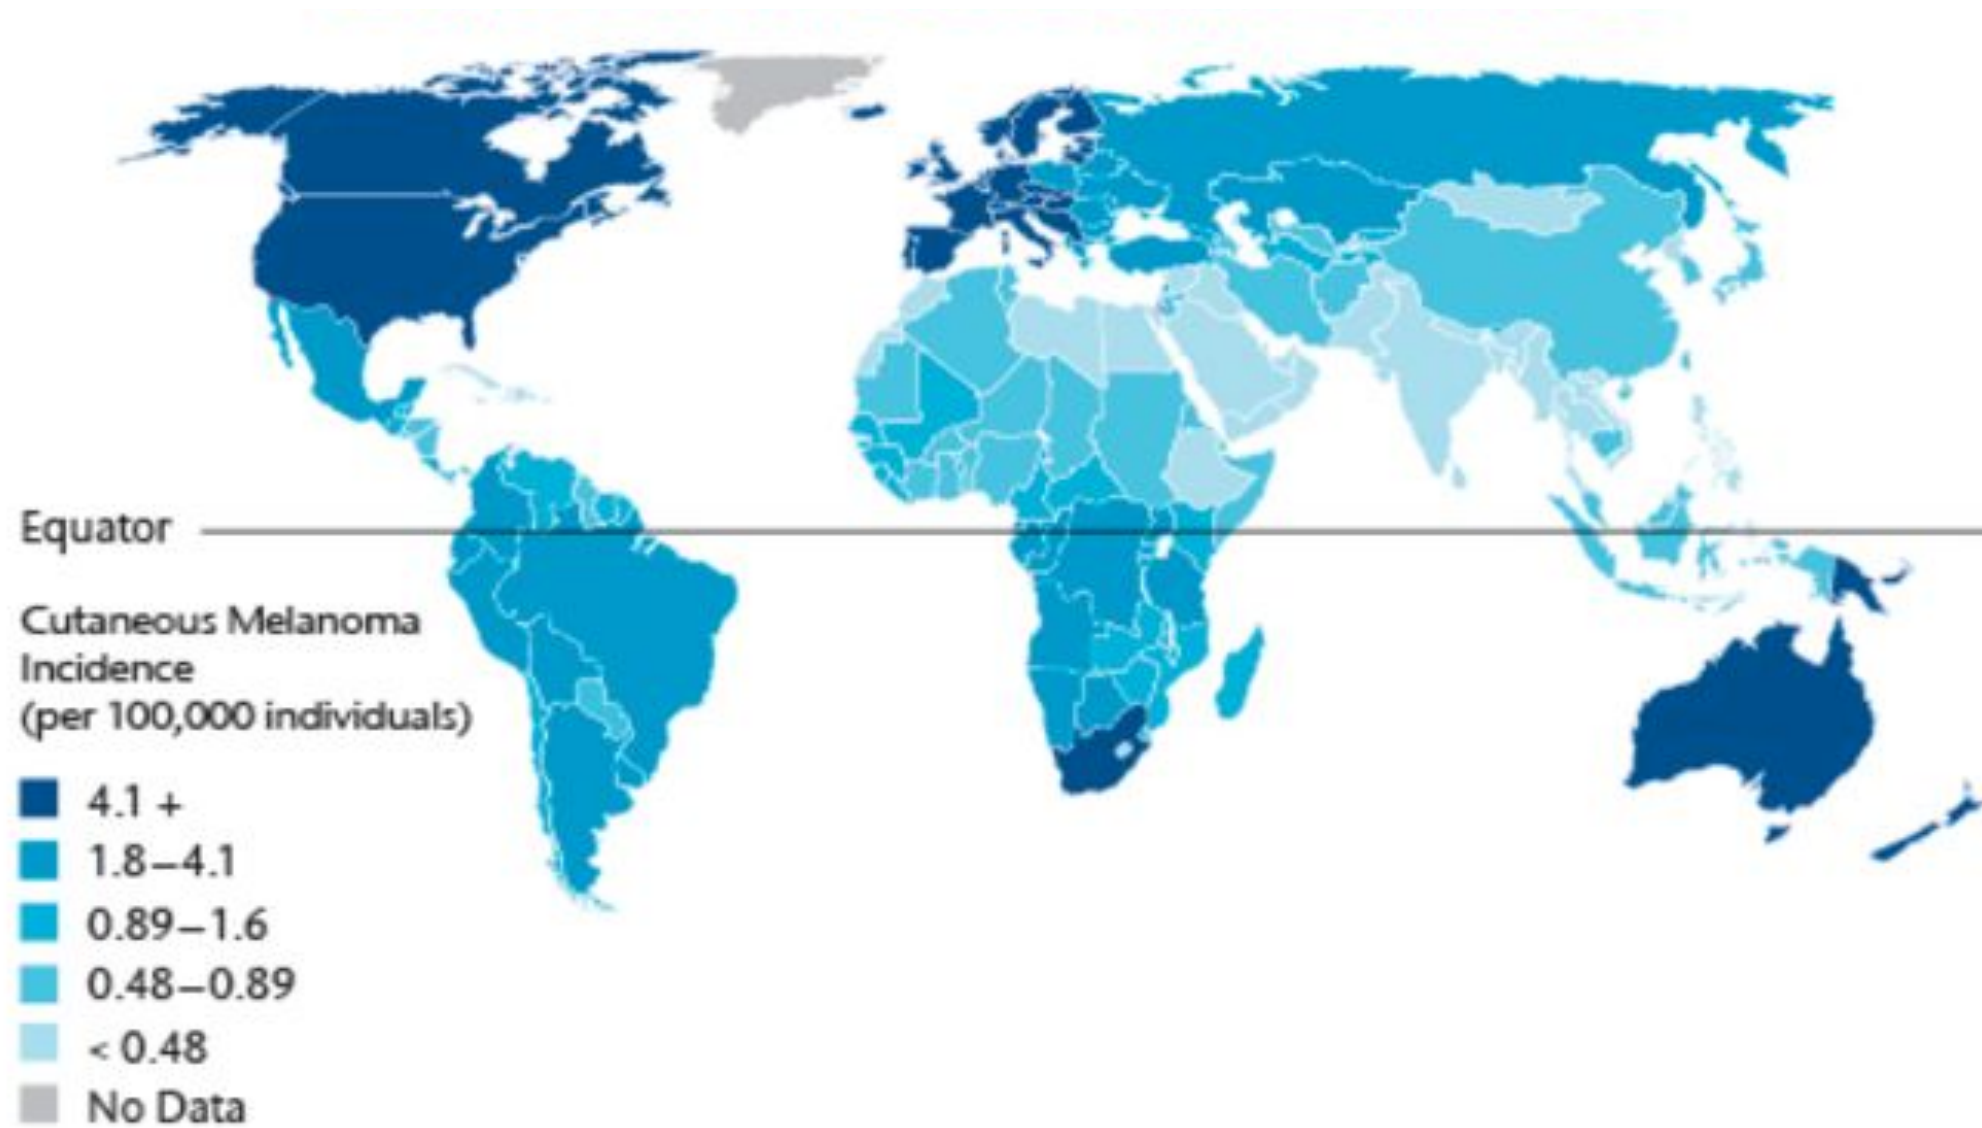 Equator
Cutaneous Melanoma
Incidence
(per 100,000 individuals)
4.1 +
1.8–4.1
0.89–1.6
0.48–0.89
< 0.48
No Data